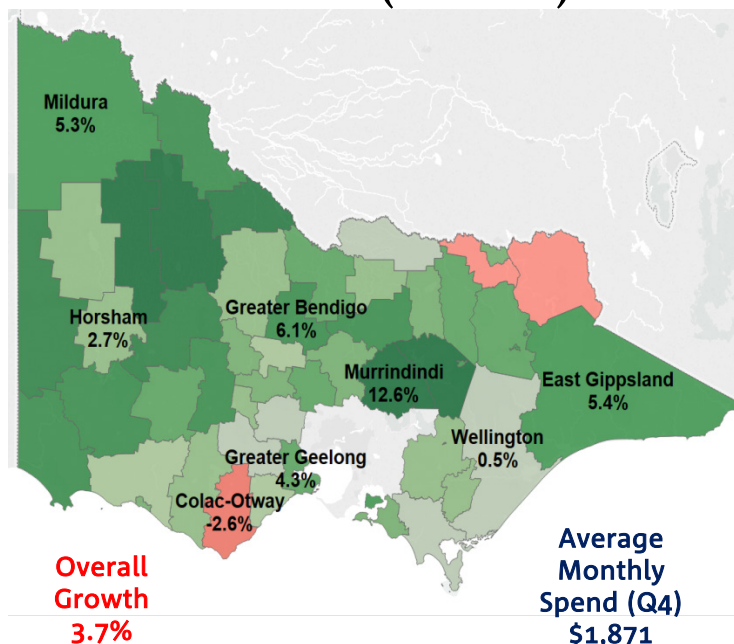 Mildura
5.3%
Horsham
2.7%
Greater Bendigo
6.1%
Murrindindi
12.6%
East Gippsland
5.4%
Wellington
0.5%
Greater Geelong
4.3%
Colac-Otway
-2.6%
Overall
Growth
3.7%
Average
Monthly
Spend (Q4)
$1,871